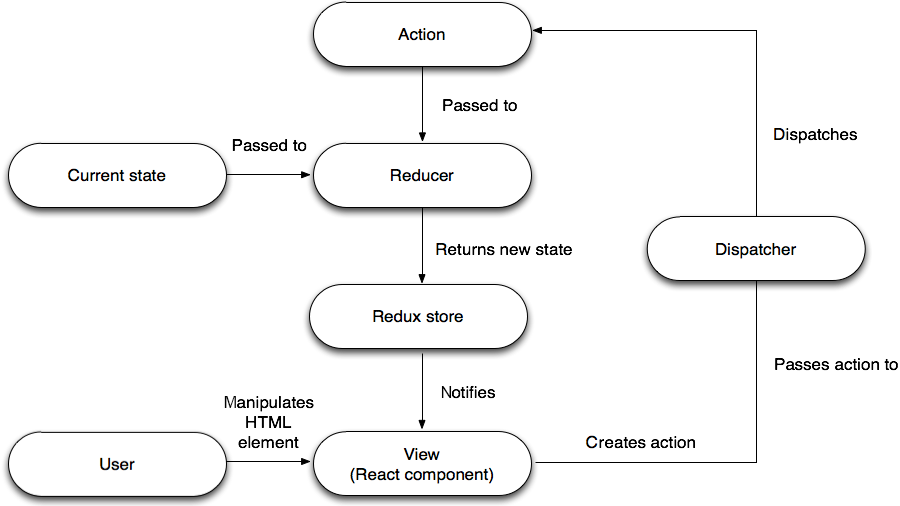 Action
Passed to
Dispatches
Passed to
Current state
Reducer
Returns new state
Dispatcher
Redux store
Passes action to
Notifies
Manipulates
HTML
element
Creates action
User
View
(React component)